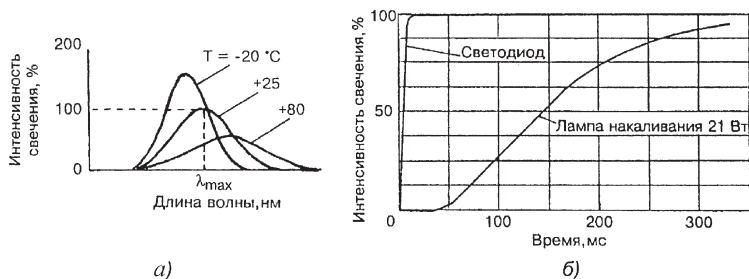 Интенсивность
свечения, %
200
100
0
T = -20 °C
+25
+80
λmax
Длина волны, нм
а)
Интенсивность свечения, %
100
50
0
Светодиод
Лампа накаливания 21 Вт
0
100
200
300
Время, мс
б)